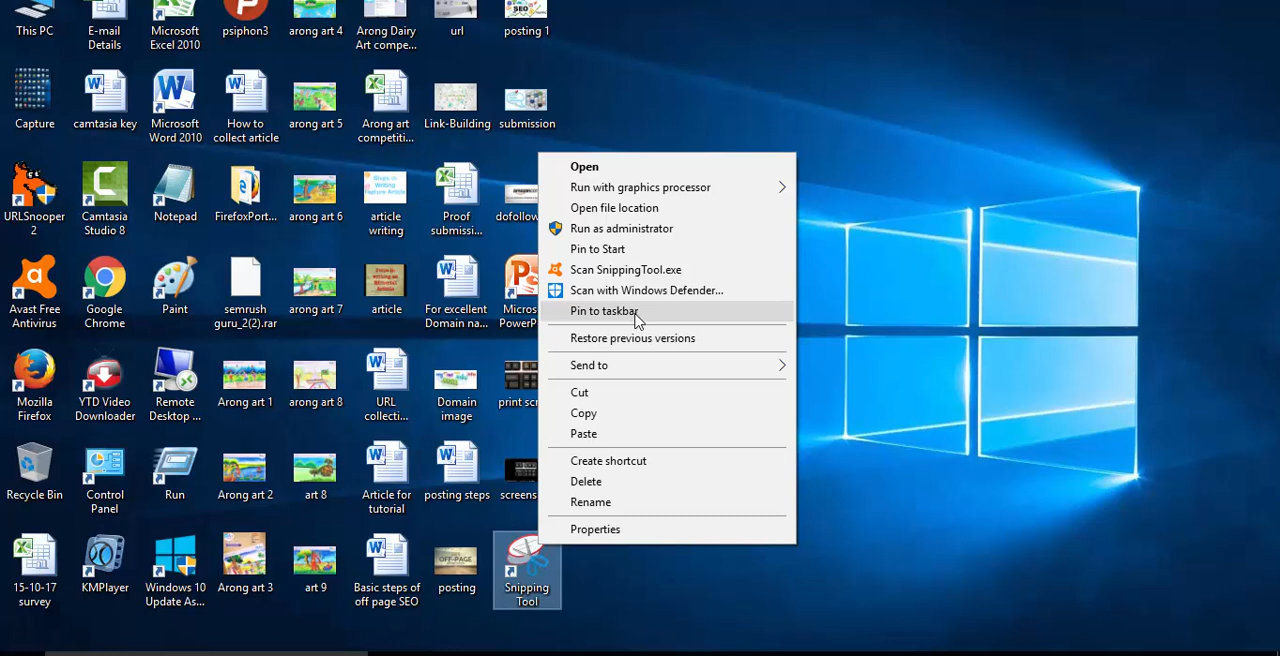 This PC
E-mail
Details
Microsoft
Excel 2010
psiphon3
arong art 4
Arong Dairy
Art compe...
url
posting 1
Capture
camtasia key
Microsoft
Word 2010
How to
collect article
arong art 5
Arong art
competiti...
Link-Building
submission
URLSnooper
2
Camtasia
Studio 8
Notepad
FirefoxPort...
arong art 6
article
writing
Proof
submissi...
dofollow
Avast Free
Antivirus
Google
Chrome
Paint
semrush
guru_2(2).rar
arong art 7
article
For excellent
Domain na...
Micros
PowerP
Mozilla
Firefox
YTD Video
Downloader
Remote
Desktop ...
Arong art 1
arong art 8
URL
collecti...
Domain
image
print scr
Recycle Bin
Control
Panel
Run
Arong art 2
art 8
Article for
tutorial
posting steps
screens
15-10-17
survey
KMPlayer
Windows 10
Update As...
Arong art 3
art 9
Basic steps of
off page SEO
OFF-PAGE
posting
Snipping
Tool
Open
Run with graphics processor
Open file location
Run as administrator
Pin to Start
Scan SnippingTool.exe
Scan with Windows Defender...
Pin to taskbar
Restore previous versions
Send to
Cut
Copy
Paste
Create shortcut
Delete
Rename
Properties